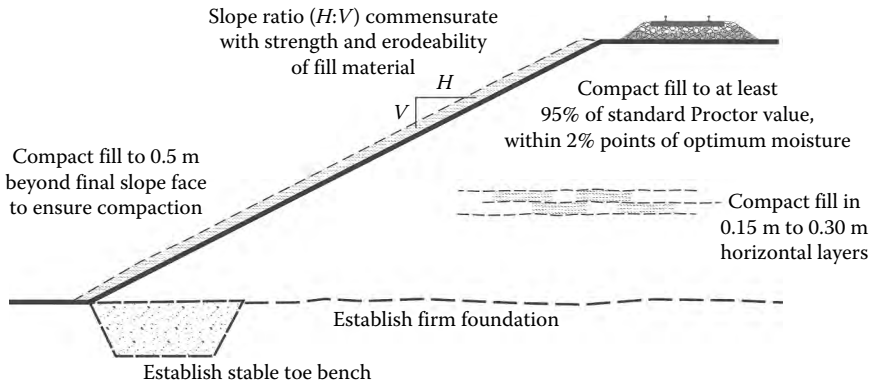 Slope ratio (H:V) commensurate
with strength and erodeability
of fill material
H
V
Compact fill to at least
95% of standard Proctor value,
within 2% points of optimum moisture
Compact fill to 0.5 m
beyond final slope face
to ensure compaction
Compact fill in
0.15 m to 0.30 m
horizontal layers
Establish firm foundation
Establish stable toe bench